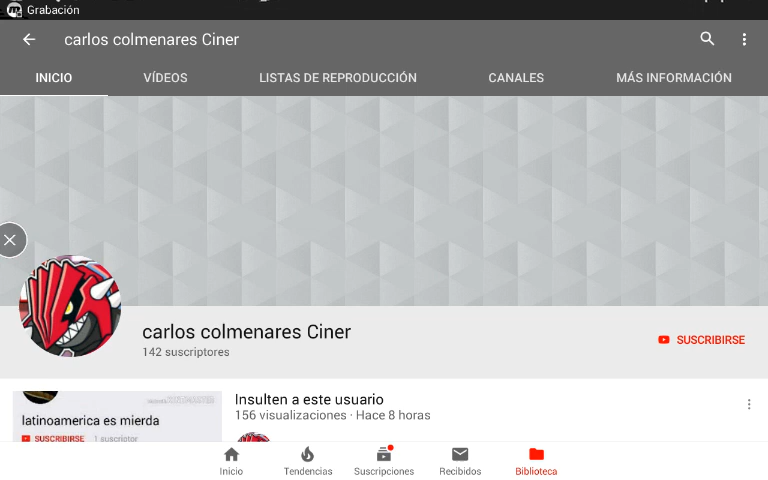 Grabación
carlos colmenares Ciner
INICIO
VÍDEOS
LISTAS DE REPRODUCCIÓN
CANALES
MÁS INFORMACIÓN
carlos colmenares Ciner
142 suscriptores
SUSCRIBIRSE
Insulten a este usuario
156 visualizaciones · Hace 8 horas
latinoamerica es mierda
SUSCRIBIRSE 1 suscriptor
Inicio
Tendencias
Suscripciones
Recibidos
Biblioteca